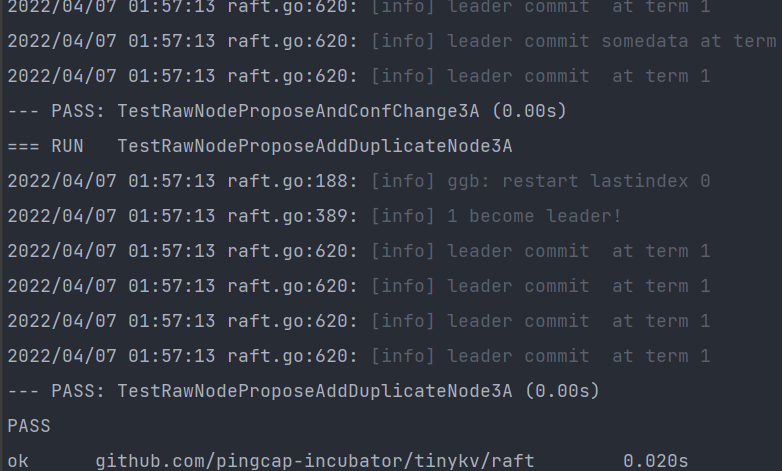 2022/04/07 01:57:13 raft.go:620: [info] leader commit  at term 1
2022/04/07 01:57:13 raft.go:620: [info] leader commit somedata at term
2022/04/07 01:57:13 raft.go:620: [info] leader commit  at term 1
--- PASS: TestRawNodeProposeAndConfChange3A (0.00s)
=== RUN   TestRawNodeProposeAddDuplicateNode3A
2022/04/07 01:57:13 raft.go:188: [info] ggb: restart lastindex 0
2022/04/07 01:57:13 raft.go:389: [info] 1 become leader!
2022/04/07 01:57:13 raft.go:620: [info] leader commit  at term 1
2022/04/07 01:57:13 raft.go:620: [info] leader commit  at term 1
2022/04/07 01:57:13 raft.go:620: [info] leader commit  at term 1
2022/04/07 01:57:13 raft.go:620: [info] leader commit  at term 1
--- PASS: TestRawNodeProposeAddDuplicateNode3A (0.00s)
PASS
ok      github.com/pingcap-incubator/tinykv/raft        0.020s